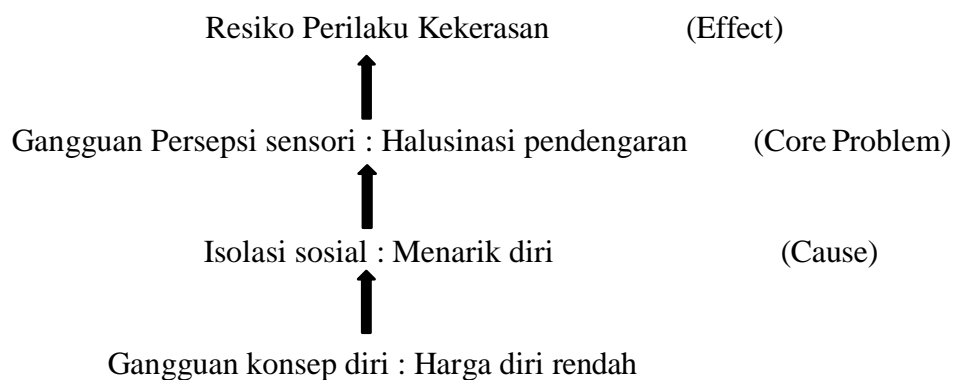 Resiko Perilaku Kekerasan (Effect)
Gangguan Persepsi sensori : Halusinasi pendengaran (Core Problem)
Isolasi sosial : Menarik diri (Cause)
Gangguan konsep diri : Harga diri rendah